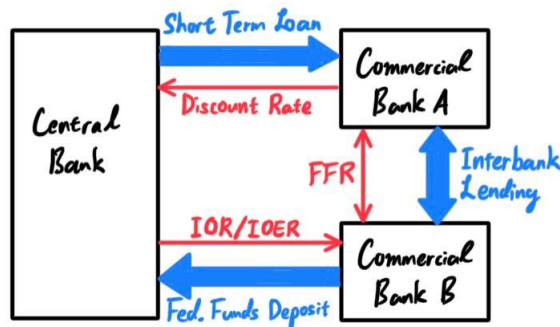 Short Term Loan
Central
Bank
Commercial
Bank A
Discount Rate
FFR
Interbank
Lending
IOR/IOER
Commercial
Bank B
Fed. Funds Deposit